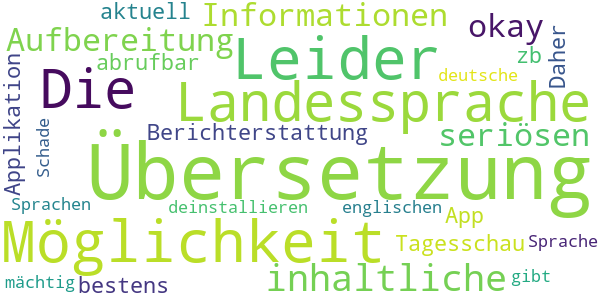 aktuell Informationen okay
Aufbereitung Leider zb Daher
abrufbar deutsche
Applikation Die Landessprache
Schade Berichterstattung seriösen
Übersetzung
Sprachen deinstallieren englischen App
Möglichkeit Tagesschau Sprache
mächtig bestens inhaltliche gibt